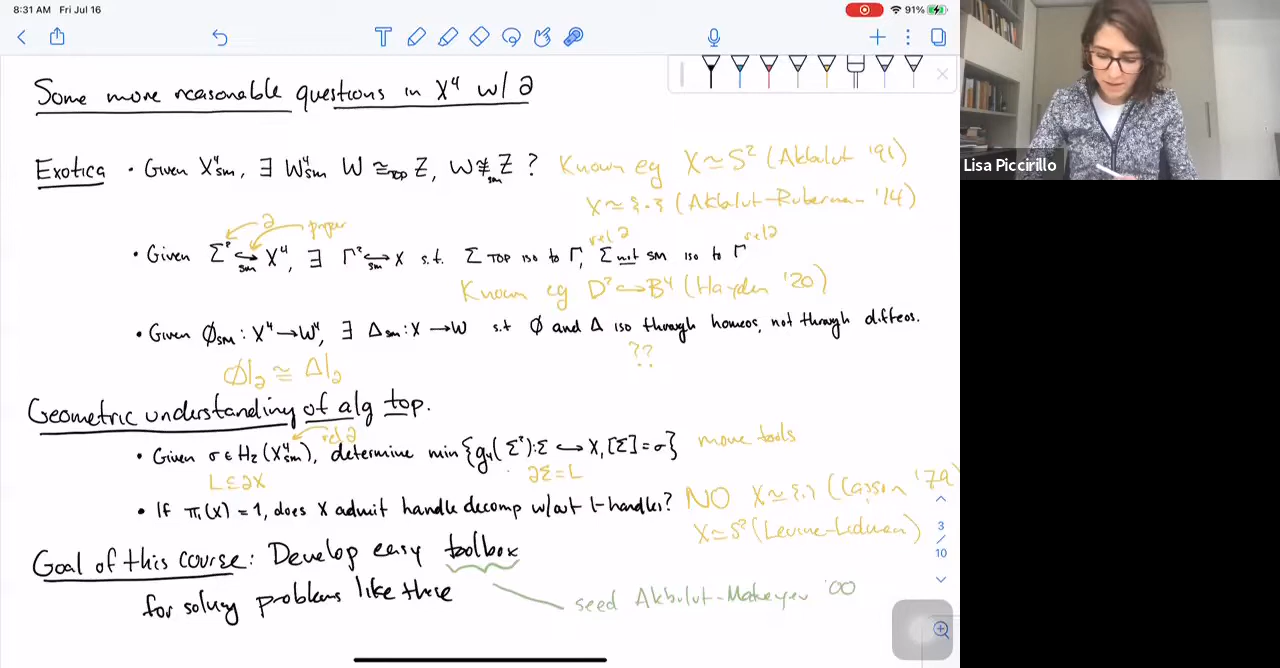 8:31 AM Fri Jul 16
91%
Some more reasonable questions in X⁴ w/ ∂
Exotica • Given X⁴sm, ∃ W⁴sm W ≅TOP Z, W ≇sm Z ? Known eg X ≃ S² (Akbulut '91)
X ≃ {·} (Akbulut-Ruberman '14)
∂ proper
rel ∂ rel ∂
• Given Σ² ↪sm X⁴, ∃ Γ² ↪sm X s.t. Σ TOP iso to Γ, Σ not SM iso to Γ
Known eg D² ↪ B⁴ (Hayden '20)
• Given ϕsm : X⁴ → W⁴, ∃ Δsm : X → W s.t ϕ and Δ iso through homeos, not through diffeos.
??
ϕ|∂ ≅ Δ|∂
Geometric understanding of alg top.
rel ∂
• Given σ ∈ H₂(X⁴sm), determine min {g₄(Σ²) : Σ ↪ X, [Σ] = σ} more tools
L ⊆ ∂X ∂Σ = L
• If π₁(X) = 1, does X admit handle decomp w/out 1-handles? NO X ≃ {·} (Casson '79)
X ≃ S² (Levine-Lidman)
Goal of this course: Develop easy toolbox
for solving problems like these
seed Akbulut-Matveyev '00
3
/
10
Lisa Piccirillo